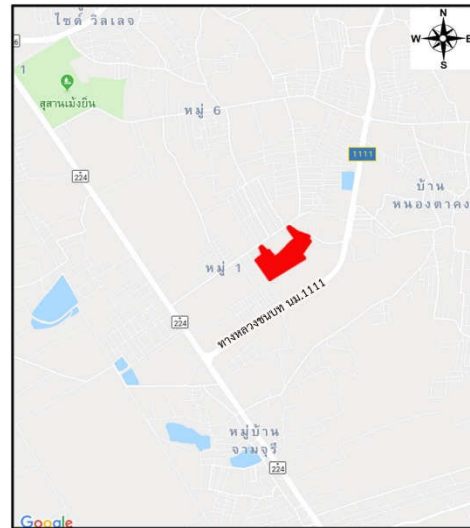 ไซด์ วิลเลจ
N
W
E
S
6
1
สุสานเม้งยิ่น
หมู่ 6
1111
224
บ้าน
หนองตาคง
หมู่ 1
ทางหลวงชนบท นม.1111
224
หมู่บ้าน
จามจุรี
224
Google